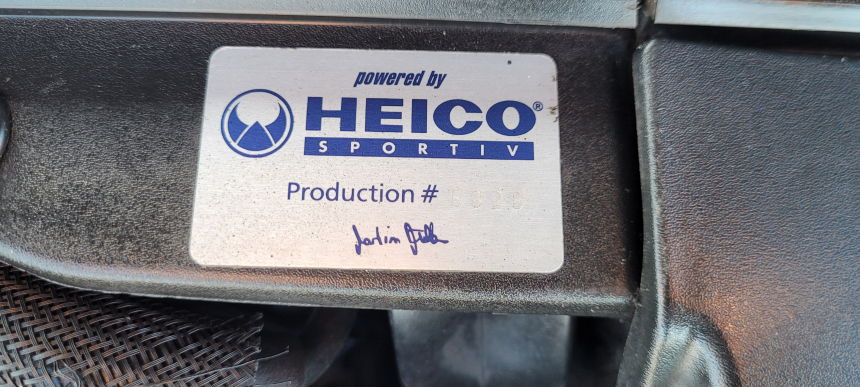 powered by
HEICO®
SPORTIV
Production #